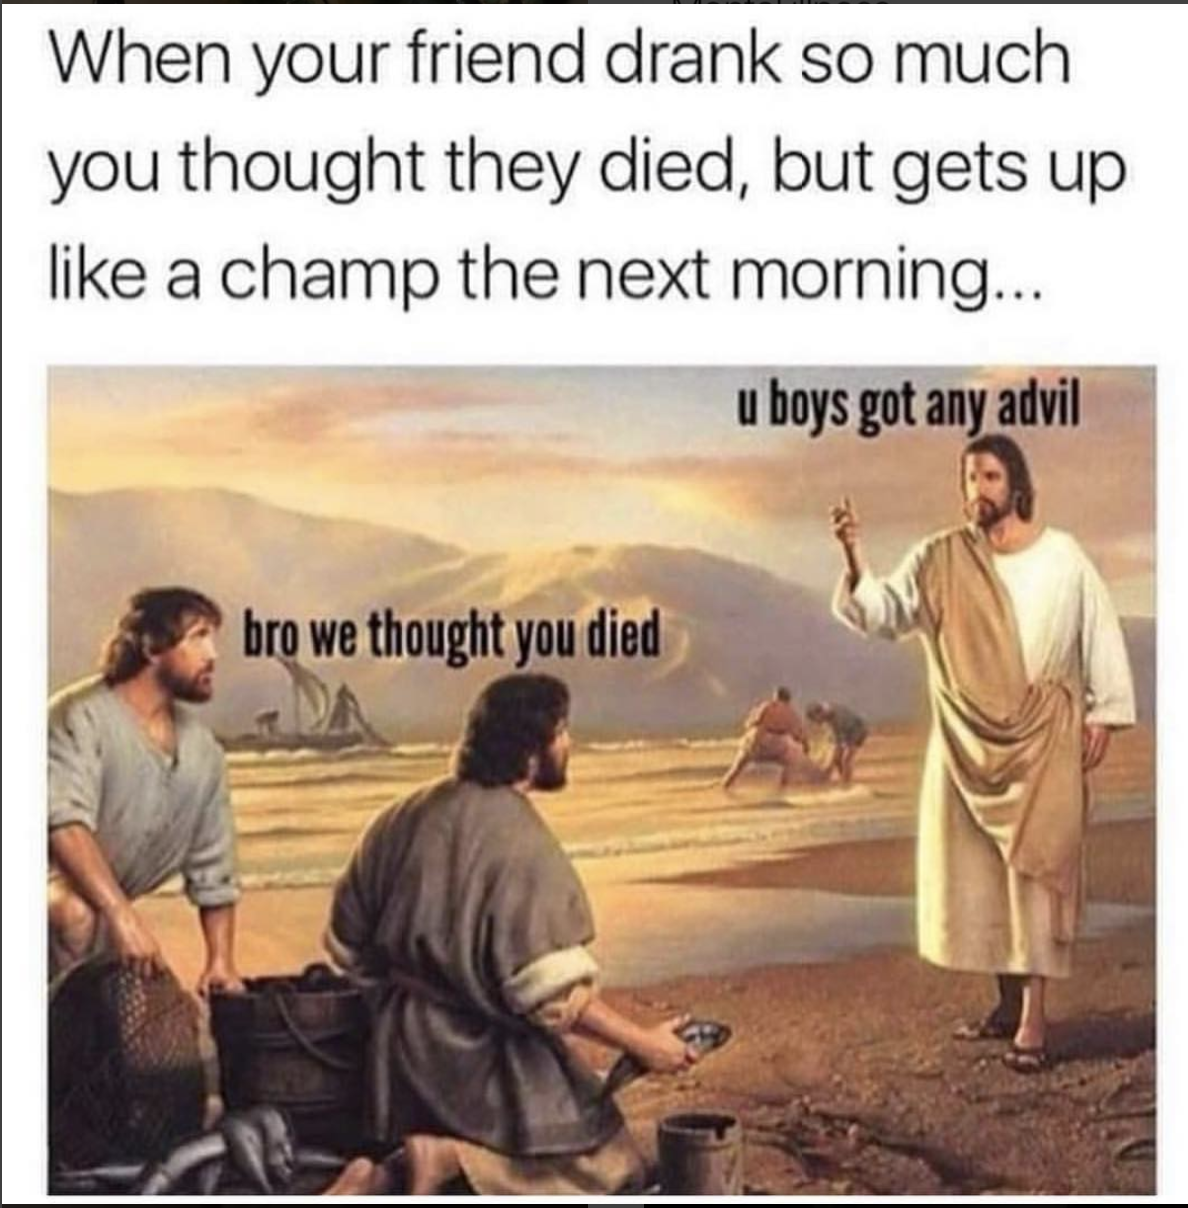 When your friend drank so much
you thought they died, but gets up
like a champ the next morning...
u boys got any advil
bro we thought you died